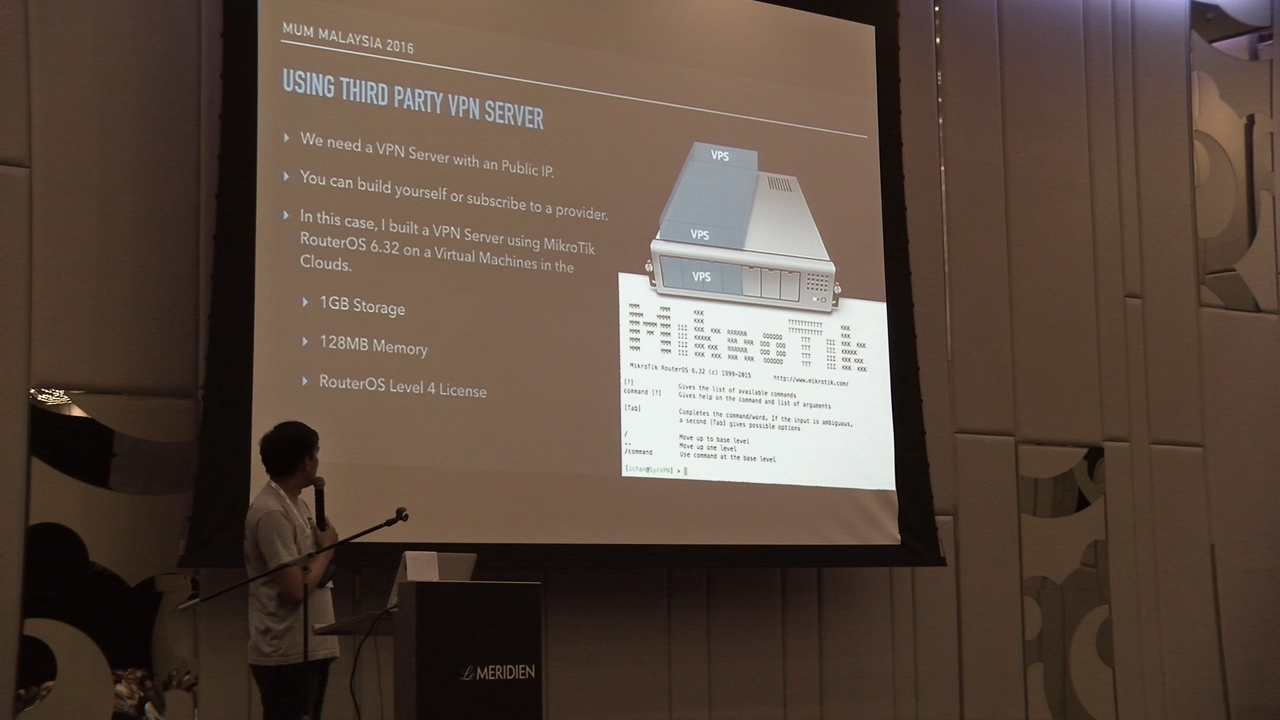 MUM MALAYSIA 2016
USING THIRD PARTY VPN SERVER
We need a VPN Server with an Public IP.
You can build yourself or subscribe to a provider.
In this case, I built a VPN Server using MikroTik
RouterOS 6.32 on a Virtual Machines in the
Clouds.
1GB Storage
128MB Memory
RouterOS Level 4 License
VPS
VPS
VPS
MikroTik
MikroTik RouterOS 6.32 (c) 1999-2015 http://www.mikrotik.com/
[?] Gives the list of available commands
command [?] Gives help on the command and list of arguments
[Tab] Completes the command/word. If the input is ambiguous,
a second [Tab] gives possible options
/ Move up to base level
.. Move up one level
/command Use command at the base level
[ichan@SynVPN] >
Le MERIDIEN